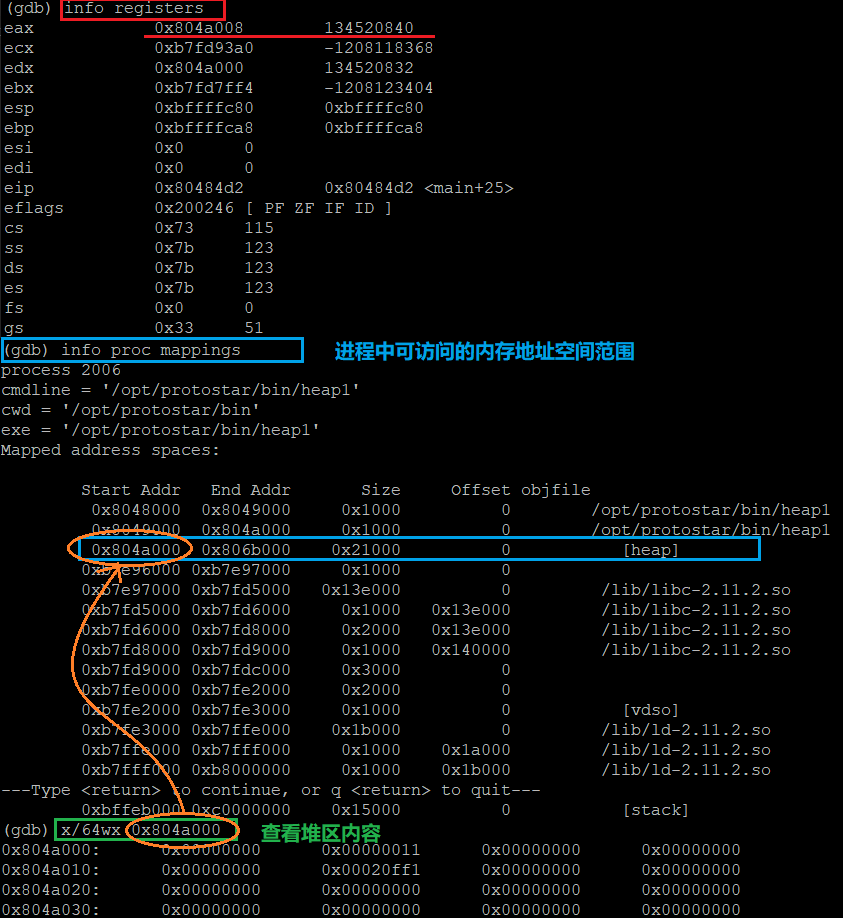 (gdb) info registers
eax 0x804a008 134520840
ecx 0xb7fd93a0 -1208118368
edx 0x804a000 134520832
ebx 0xb7fd7ff4 -1208123404
esp 0xbffffc80 0xbffffc80
ebp 0xbffffca8 0xbffffca8
esi 0x0 0
edi 0x0 0
eip 0x80484d2 0x80484d2 <main+25>
eflags 0x200246 [ PF ZF IF ID ]
cs 0x73 115
ss 0x7b 123
ds 0x7b 123
es 0x7b 123
fs 0x0 0
gs 0x33 51
(gdb) info proc mappings 进程中可访问的内存地址空间范围
process 2006
cmdline = '/opt/protostar/bin/heap1'
cwd = '/opt/protostar/bin'
exe = '/opt/protostar/bin/heap1'
Mapped address spaces:
Start Addr End Addr Size Offset objfile
0x8048000 0x8049000 0x1000 0 /opt/protostar/bin/heap1
0x8049000 0x804a000 0x1000 0 /opt/protostar/bin/heap1
0x804a000 0x806b000 0x21000 0 [heap]
0xb7e96000 0xb7e97000 0x1000 0
0xb7e97000 0xb7fd5000 0x13e000 0 /lib/libc-2.11.2.so
0xb7fd5000 0xb7fd6000 0x1000 0x13e000 /lib/libc-2.11.2.so
0xb7fd6000 0xb7fd8000 0x2000 0x13e000 /lib/libc-2.11.2.so
0xb7fd8000 0xb7fd9000 0x1000 0x140000 /lib/libc-2.11.2.so
0xb7fd9000 0xb7fdc000 0x3000 0
0xb7fe0000 0xb7fe2000 0x2000 0
0xb7fe2000 0xb7fe3000 0x1000 0 [vdso]
0xb7fe3000 0xb7ffe000 0x1b000 0 /lib/ld-2.11.2.so
0xb7ffe000 0xb7fff000 0x1000 0x1a000 /lib/ld-2.11.2.so
0xb7fff000 0xb8000000 0x1000 0x1b000 /lib/ld-2.11.2.so
---Type <return> to continue, or q <return> to quit---
0xbffeb000 0xc0000000 0x15000 0 [stack]
(gdb) x/64wx 0x804a000 查看堆区内容
0x804a000: 0x00000000 0x00000011 0x00000000 0x00000000
0x804a010: 0x00000000 0x00020ff1 0x00000000 0x00000000
0x804a020: 0x00000000 0x00000000 0x00000000 0x00000000
0x804a030: 0x00000000 0x00000000 0x00000000 0x00000000